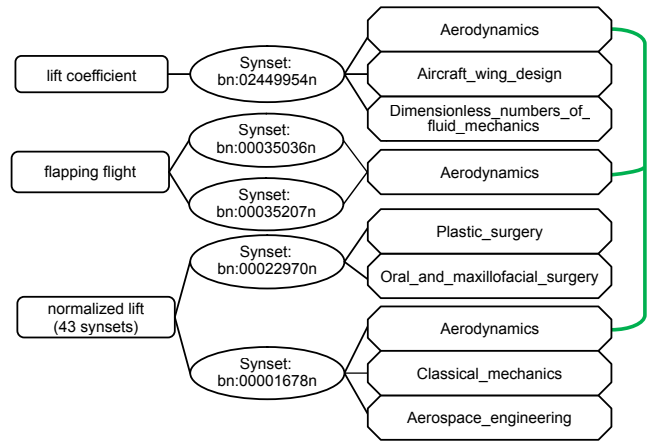 lift coefficient
Synset:
bn:02449954n
Aerodynamics
Aircraft_wing_design
Dimensionless_numbers_of_
fluid_mechanics
flapping flight
Synset:
bn:00035036n
Synset:
bn:00035207n
Aerodynamics
normalized lift
(43 synsets)
Synset:
bn:00022970n
Plastic_surgery
Oral_and_maxillofacial_surgery
Synset:
bn:00001678n
Aerodynamics
Classical_mechanics
Aerospace_engineering